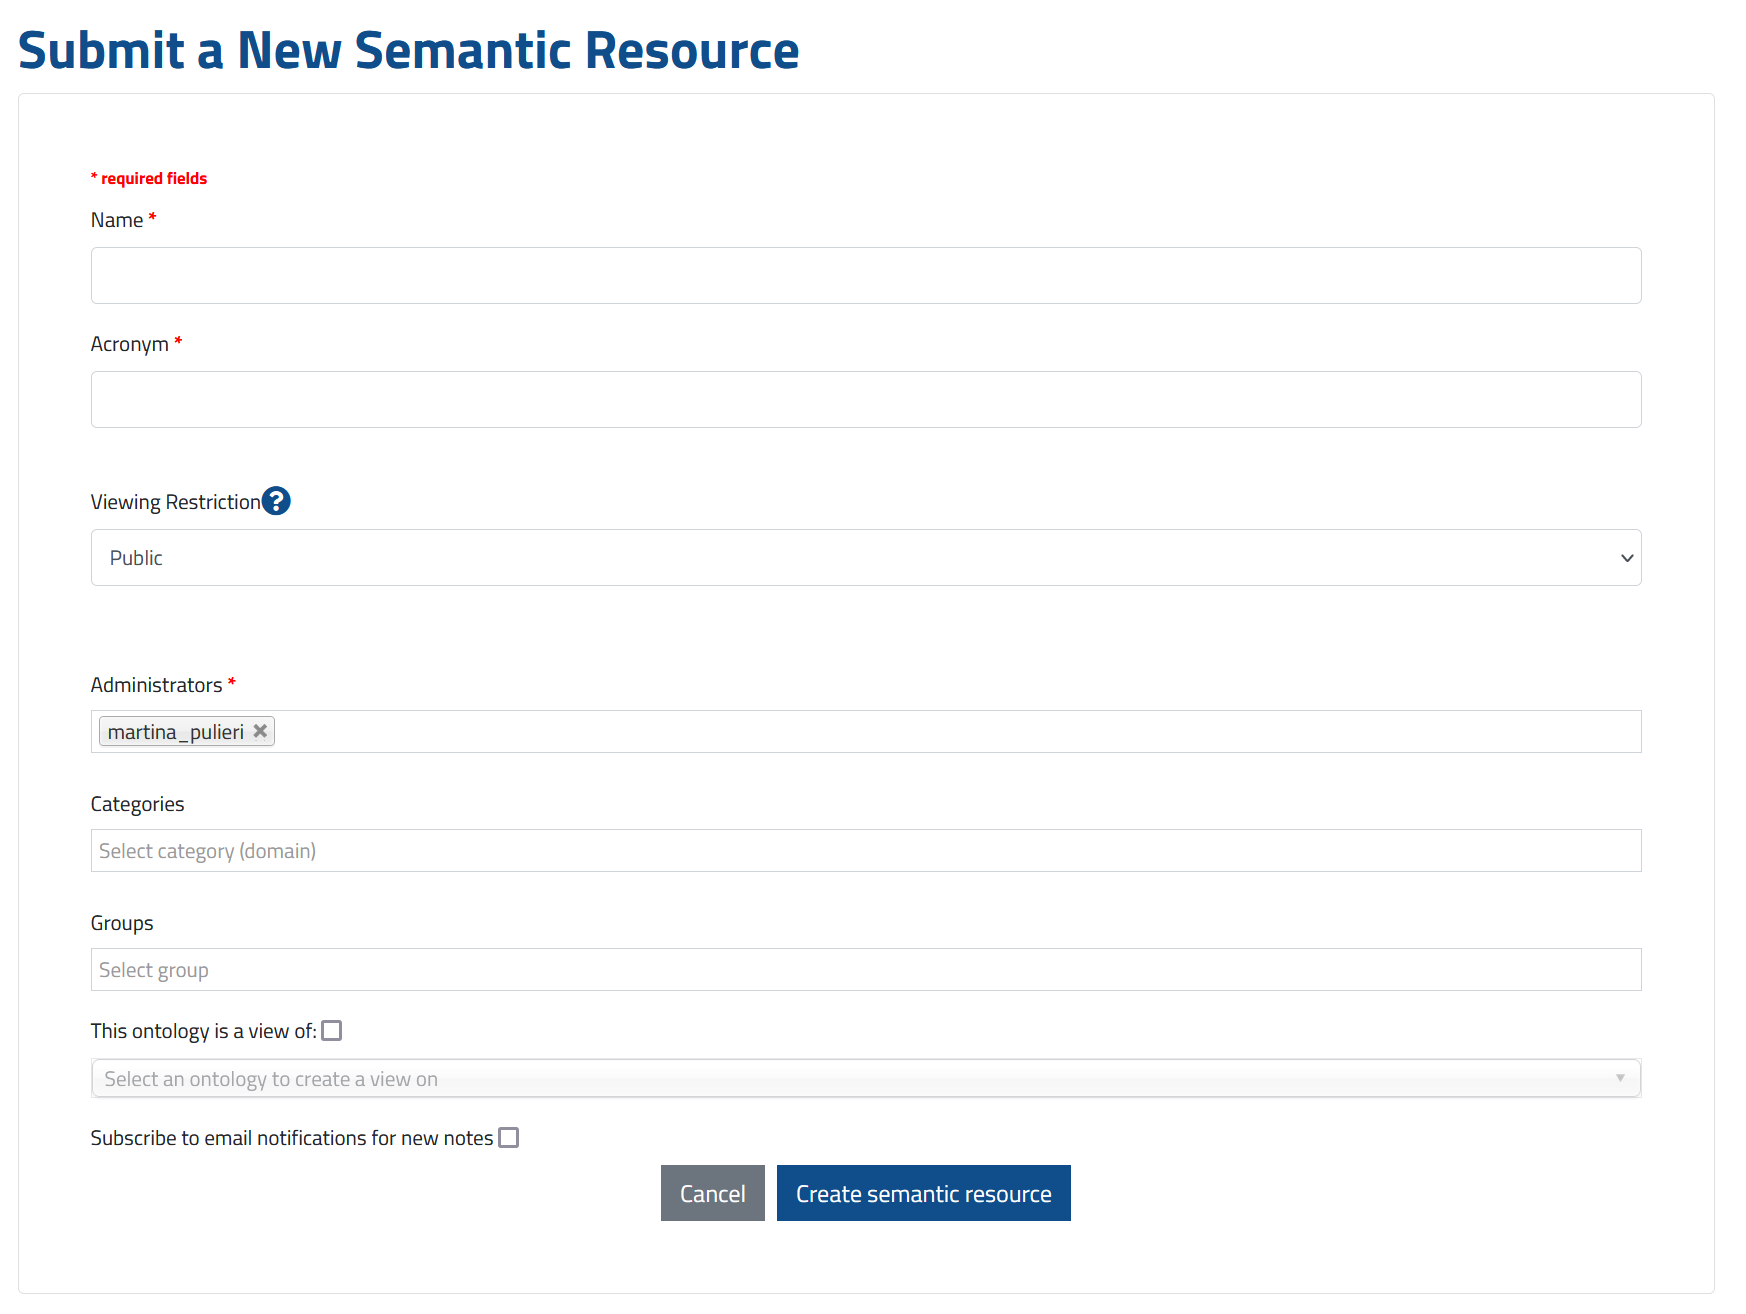 Submit a New Semantic Resource
* required fields
Name *
Acronym *
Viewing Restriction ?
Public
Administrators *
martina_pulieri ✖
Categories
Select category (domain)
Groups
Select group
This ontology is a view of:
Select an ontology to create a view on
Subscribe to email notifications for new notes
Cancel
Create semantic resource